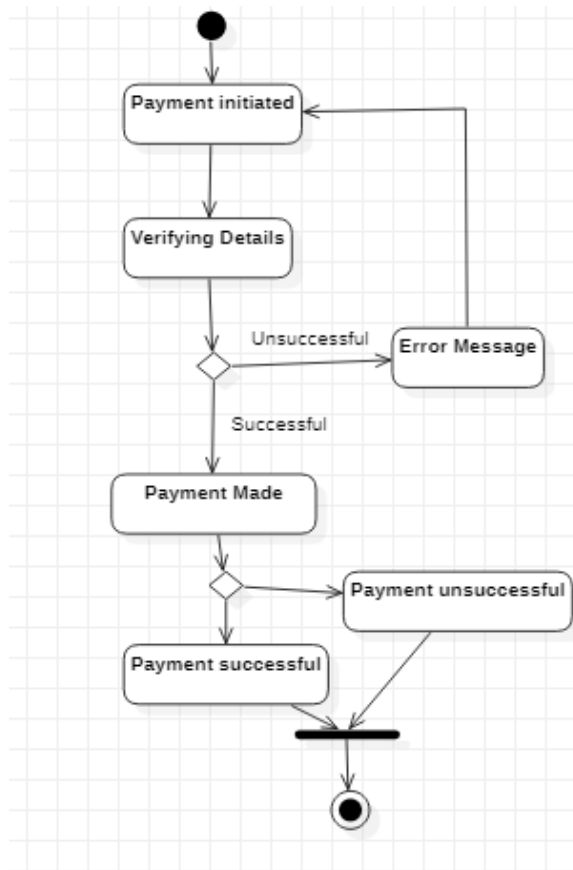 Payment initiated
Verifying Details
Unsuccessful
Error Message
Successful
Payment Made
Payment unsuccessful
Payment successful